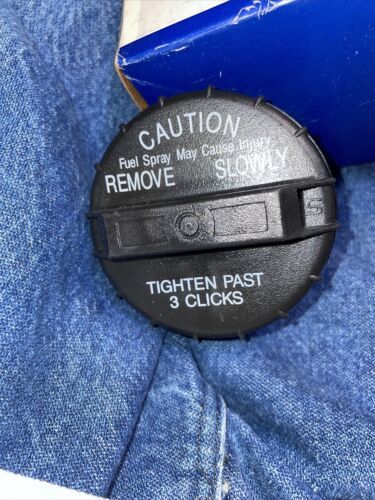 CAUTION
Fuel Spray May Cause Injury
REMOVE SLOWLY
TIGHTEN PAST
3 CLICKS